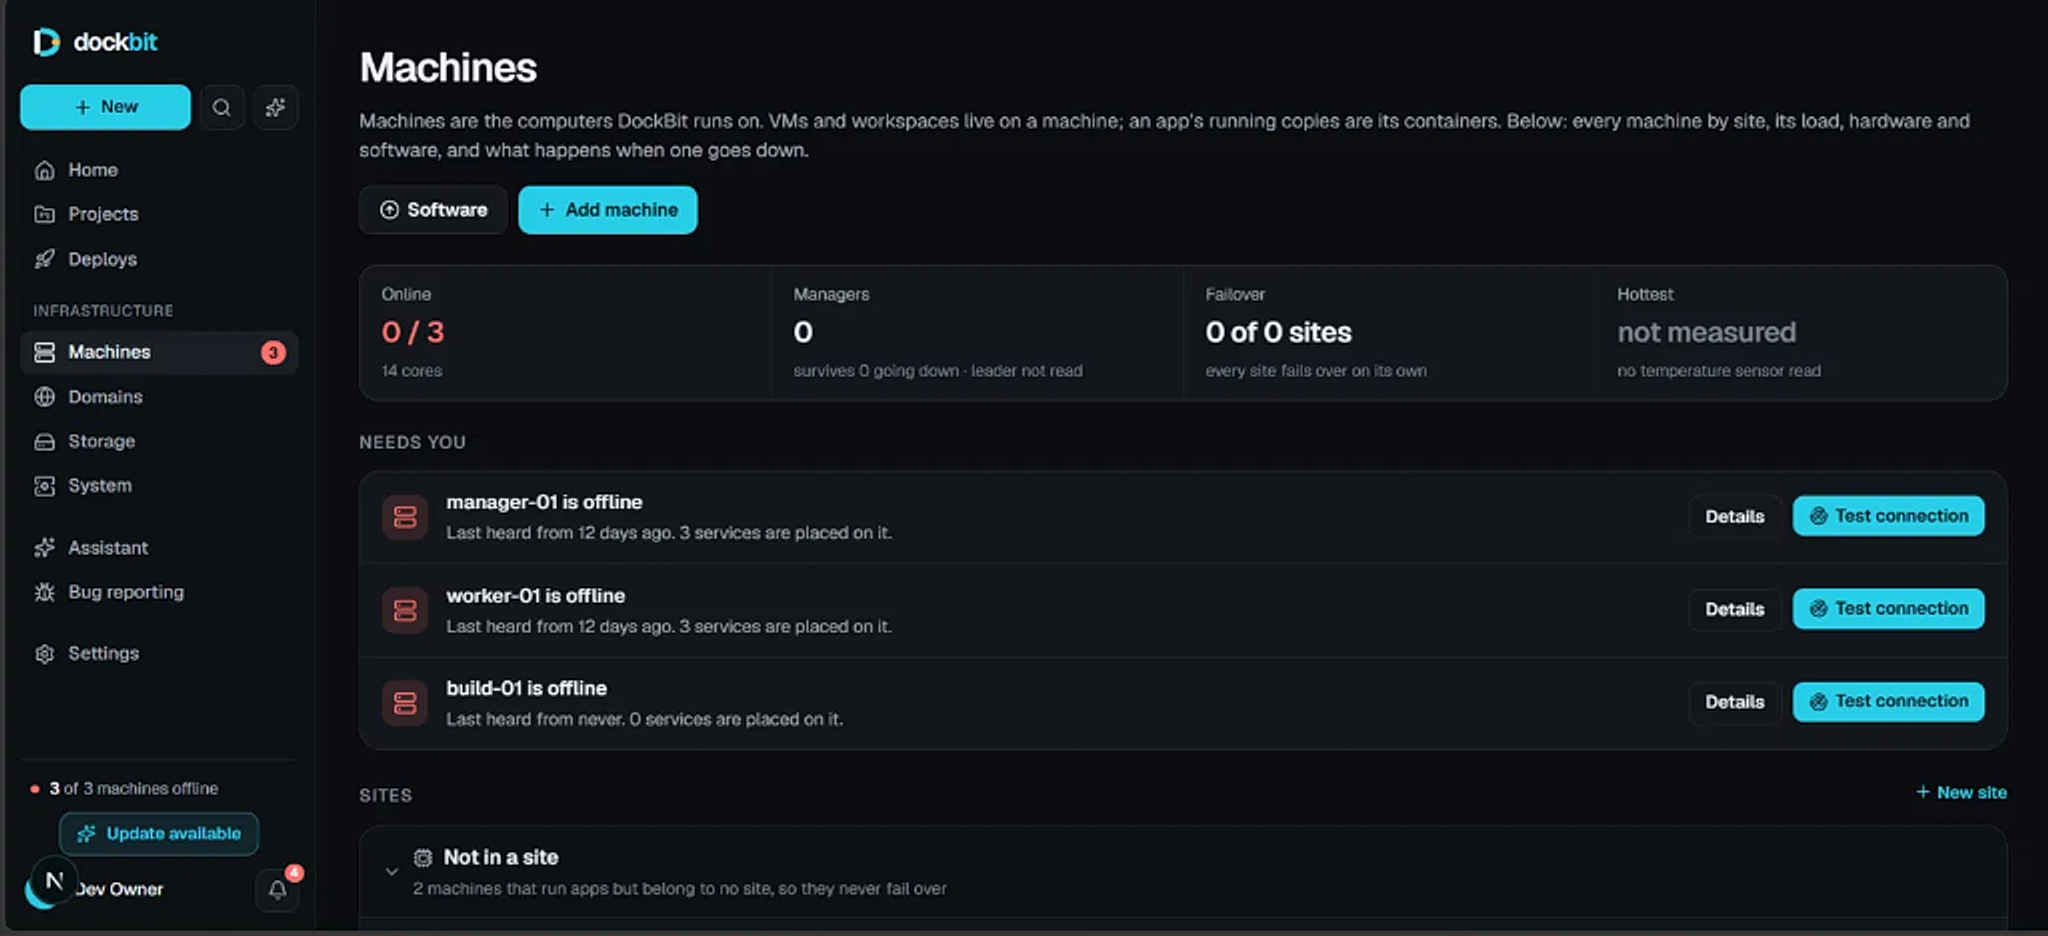 dockbit
+ New
Home
Projects
Deploys
INFRASTRUCTURE
Machines
3
Domains
Storage
System
Assistant
Bug reporting
Settings
3 of 3 machines offline
Update available
N
Dev Owner
4
Machines
Machines are the computers DockBit runs on. VMs and workspaces live on a machine; an app's running copies are its containers. Below: every machine by site, its load, hardware and
software, and what happens when one goes down.
Software
+ Add machine
Online
0 / 3
14 cores
Managers
0
survives 0 going down · leader not read
Failover
0 of 0 sites
every site fails over on its own
Hottest
not measured
no temperature sensor read
NEEDS YOU
manager-01 is offline
Last heard from 12 days ago. 3 services are placed on it.
Details
Test connection
worker-01 is offline
Last heard from 12 days ago. 3 services are placed on it.
Details
Test connection
build-01 is offline
Last heard from never. 0 services are placed on it.
Details
Test connection
SITES
+ New site
Not in a site
2 machines that run apps but belong to no site, so they never fail over